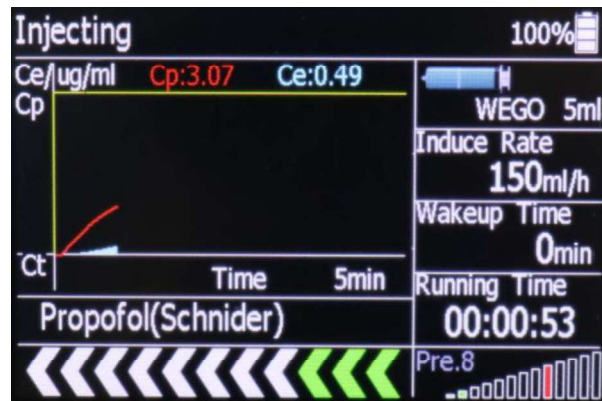 Injecting 100%
Ce/ug/ml Cp:3.07 Ce:0.49
Cp
WEGO 5ml
Induce Rate
150ml/h
Wakeup Time
0min
Ct Time 5min
Running Time
Propofol(Schnider)
00:00:53
Pre.8